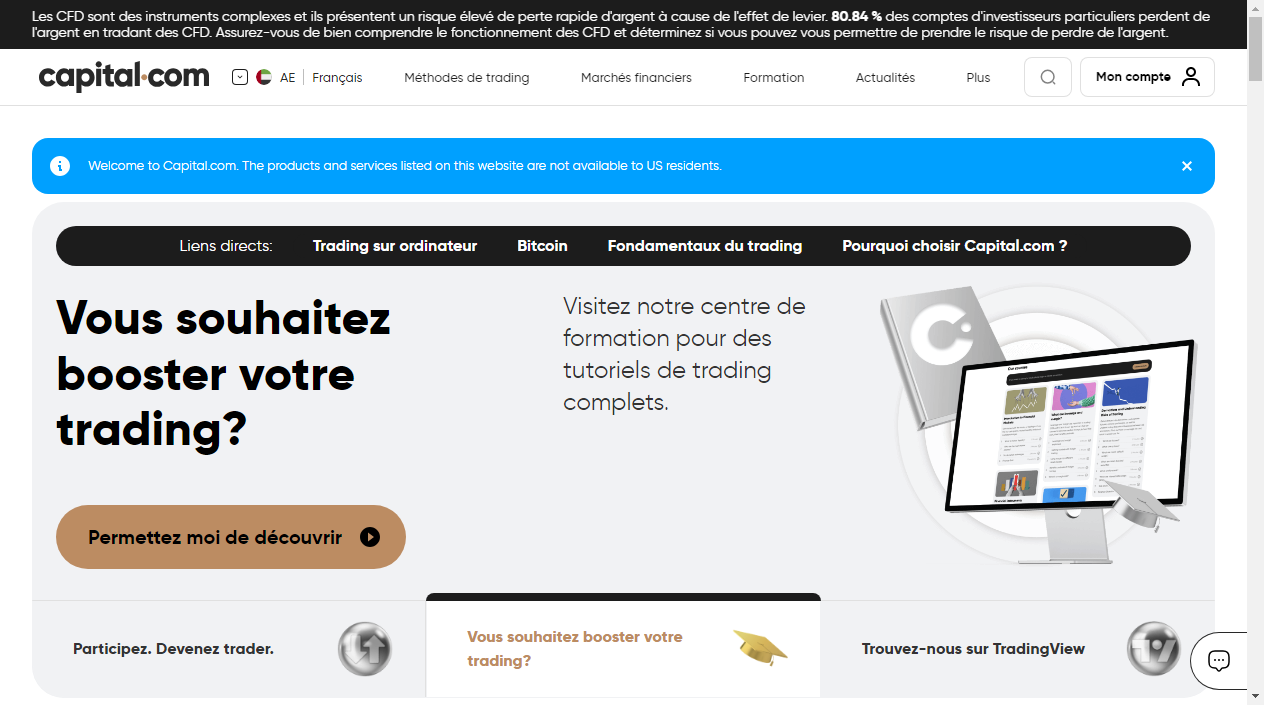 Les CFD sont des instruments complexes et ils présentent un risque élevé de perte rapide d'argent à cause de l'effet de levier. 80.84 % des comptes d'investisseurs particuliers perdent de
l'argent en tradant des CFD. Assurez-vous de bien comprendre le fonctionnement des CFD et déterminez si vous pouvez vous permettre de prendre le risque de perdre de l'argent.
capital.com AE Français Méthodes de trading Marchés financiers Formation Actualités Plus Mon compte
Welcome to Capital.com. The products and services listed on this website are not available to US residents.
Liens directs: Trading sur ordinateur Bitcoin Fondamentaux du trading Pourquoi choisir Capital.com ?
Vous souhaitez
booster votre
trading?
Visitez notre centre de
formation pour des
tutoriels de trading
complets.
Our courses
Permettez moi de découvrir
Participez. Devenez trader.
Vous souhaitez booster votre
trading?
Trouvez-nous sur TradingView